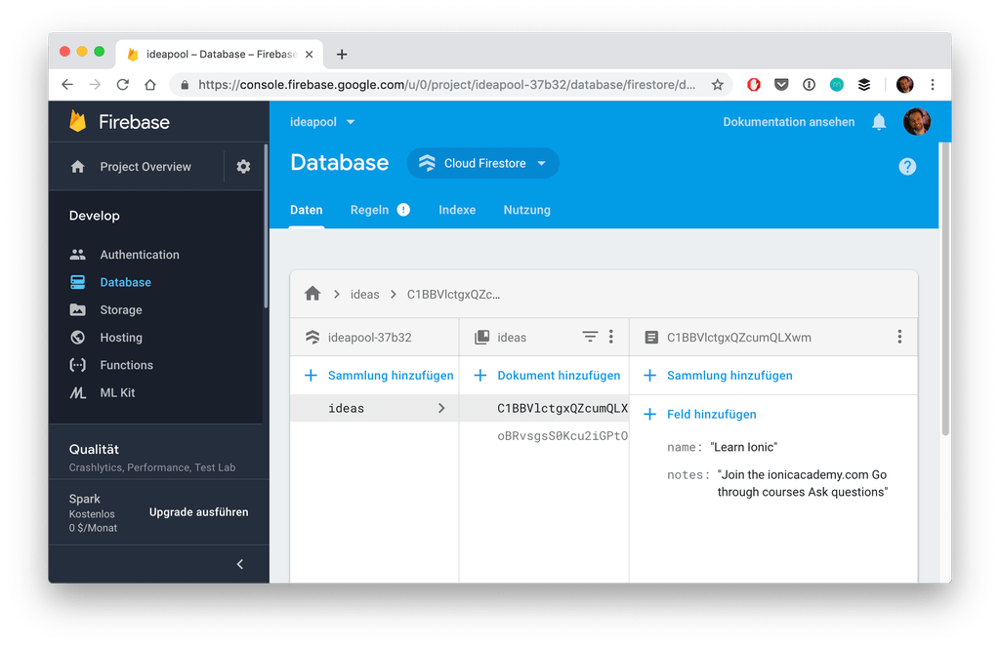 ideapool – Database – Firebase
https://console.firebase.google.com/u/0/project/ideapool-37b32/database/firestore/d...
Firebase
ideapool
Dokumentation ansehen
Project Overview
Database
Cloud Firestore
Daten
Regeln
Indexe
Nutzung
Develop
Authentication
Database
Storage
Hosting
Functions
ML Kit
Qualität
Crashlytics, Performance, Test Lab
Spark
Kostenlos
0 $/Monat
Upgrade ausführen
ideas
C1BBVlctgxQZc...
ideapool-37b32
ideas
C1BBVlctgxQZcumQLXwm
Sammlung hinzufügen
Dokument hinzufügen
Sammlung hinzufügen
ideas
C1BBVlctgxQZcumQLX
oBRvsgsS0Kcu2iGPtO
Feld hinzufügen
name: "Learn Ionic"
notes: "Join the ionicacademy.com Go
through courses Ask questions"